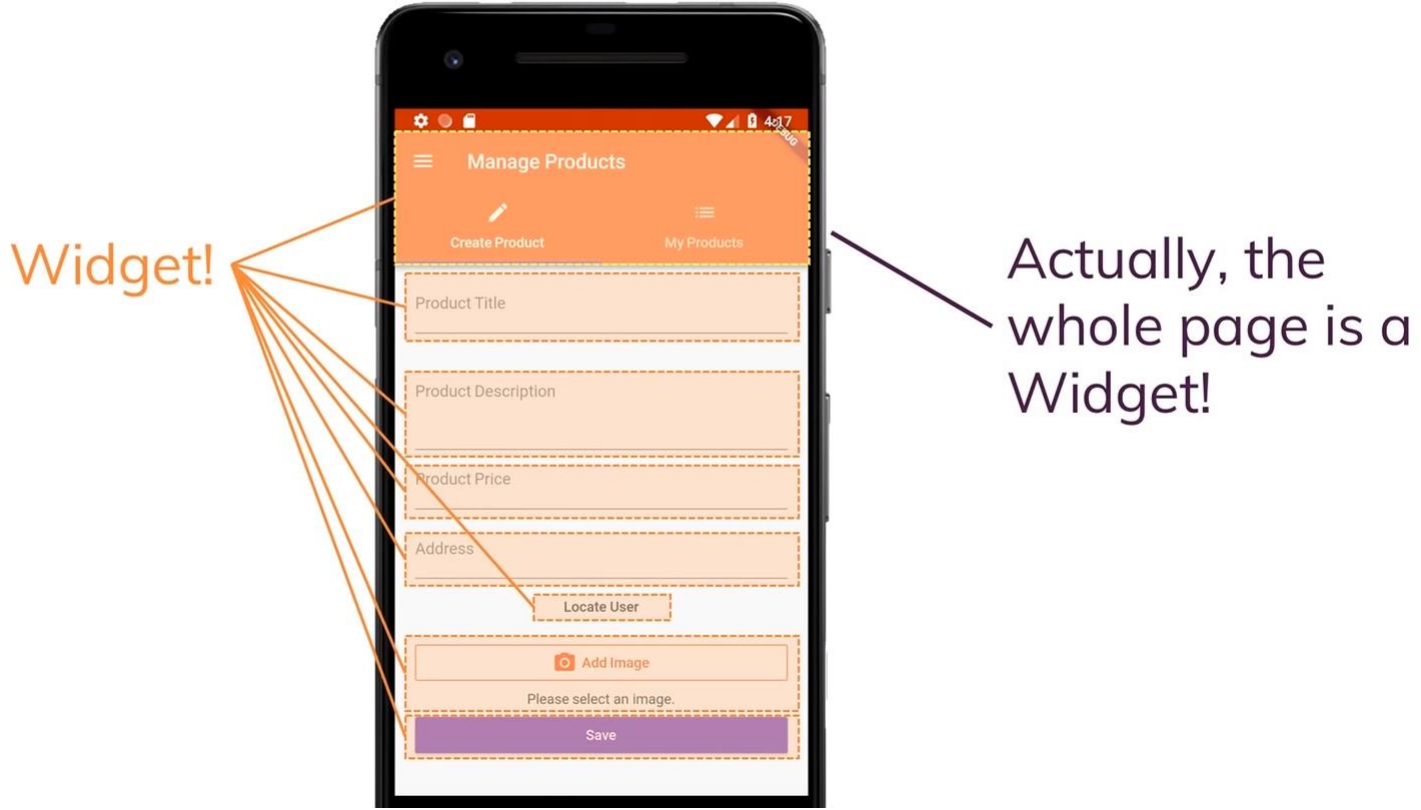 4:17
DEBUG
Manage Products
Create Product
My Products
Widget!
Actually, the
whole page is a
Widget!
Product Title
Product Description
Product Price
Address
Locate User
Add Image
Please select an image.
Save